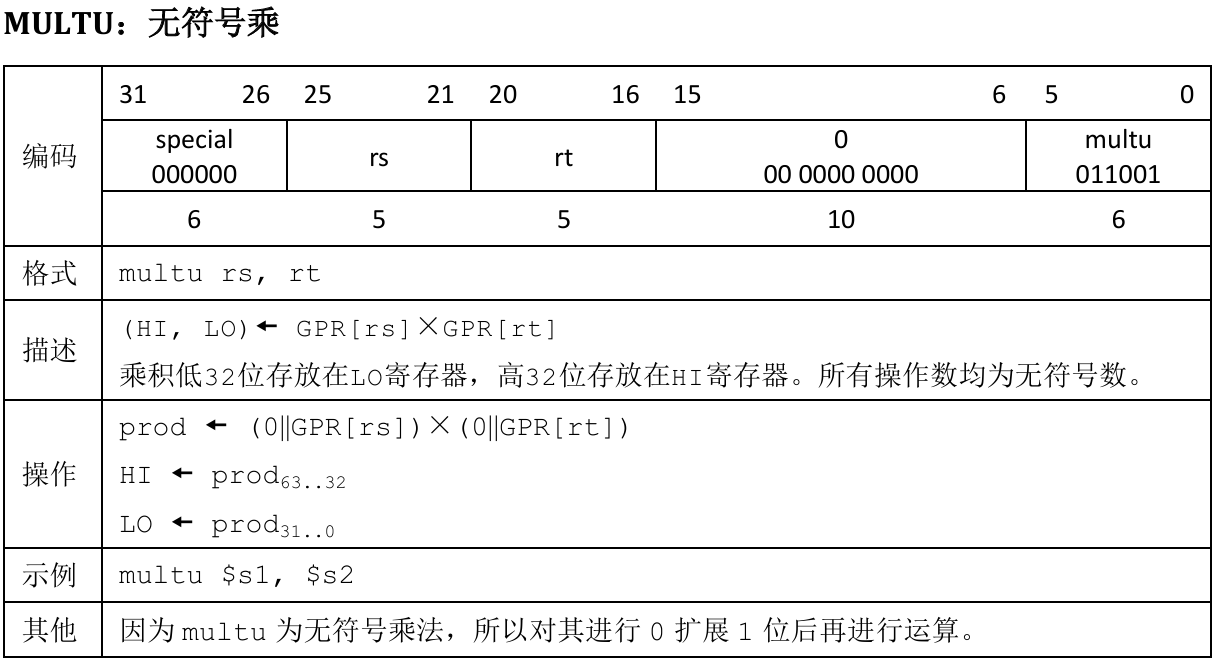 MULTU：无符号乘
编码
31 26 25 21 20 16 15 6 5 0
special 000000 rs rt 0 00 0000 0000 multu 011001
6 5 5 10 6
格式 multu rs, rt
描述 (HI, LO)← GPR[rs]×GPR[rt]
乘积低32位存放在LO寄存器，高32位存放在HI寄存器。所有操作数均为无符号数。
操作 prod ← (0||GPR[rs])×(0||GPR[rt])
HI ← prod63..32
LO ← prod31..0
示例 multu $s1, $s2
其他 因为 multu 为无符号乘法，所以对其进行 0 扩展 1 位后再进行运算。